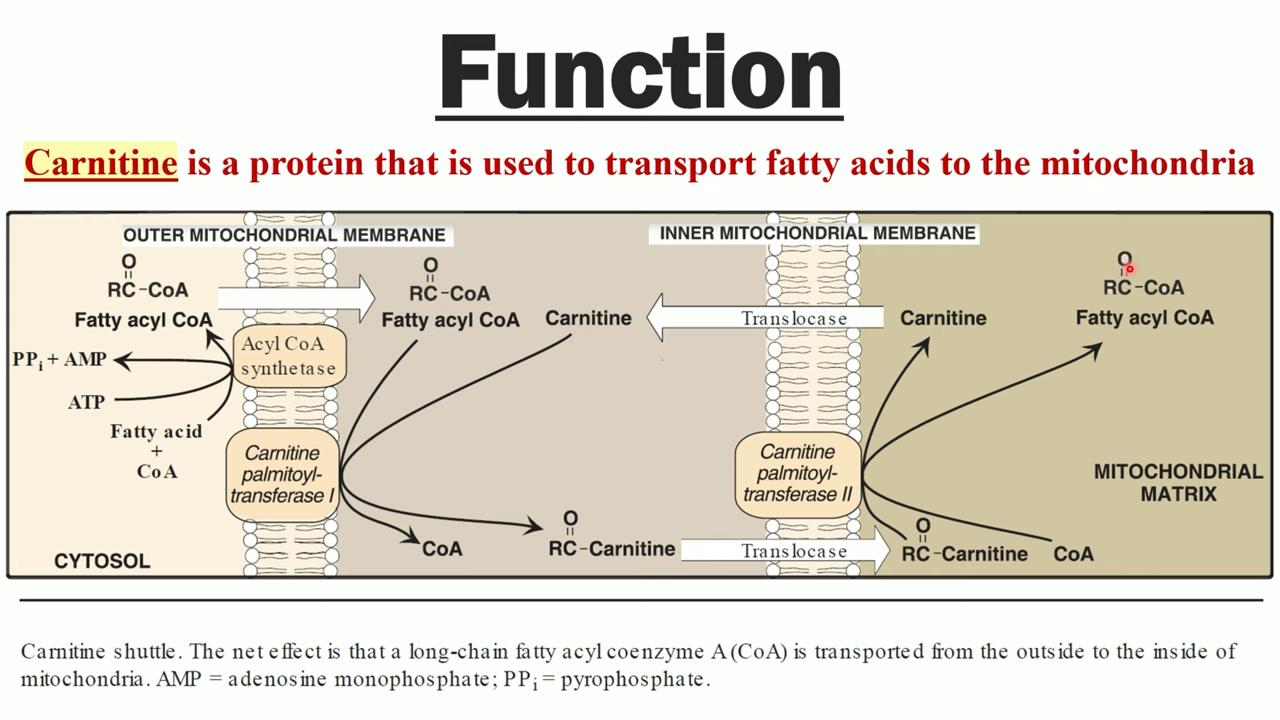 Function
Carnitine is a protein that is used to transport fatty acids to the mitochondria
OUTER MITOCHONDRIAL MEMBRANE
INNER MITOCHONDRIAL MEMBRANE
O
RC-CoA
Fatty acyl CoA
O
RC-CoA
Fatty acyl CoA
Carnitine
Translocase
Carnitine
O
RC-CoA
Fatty acyl CoA
Acyl CoA
synthetase
PPi + AMP
ATP
Fatty acid
+
CoA
Carnitine
palmitoyl-
transferase I
Carnitine
palmitoyl-
transferase II
MITOCHONDRIAL
MATRIX
CoA
O
RC-Carnitine
Translocase
O
RC-Carnitine
CoA
CYTOSOL
Carnitine shuttle. The net effect is that a long-chain fatty acyl coenzyme A (CoA) is transported from the outside to the inside of
mitochondria. AMP = adenosine monophosphate; PPi = pyrophosphate.